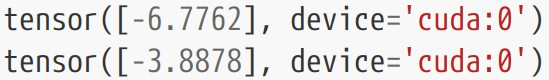 tensor([-6.7762], device='cuda:0')
tensor([-3.8878], device='cuda:0')